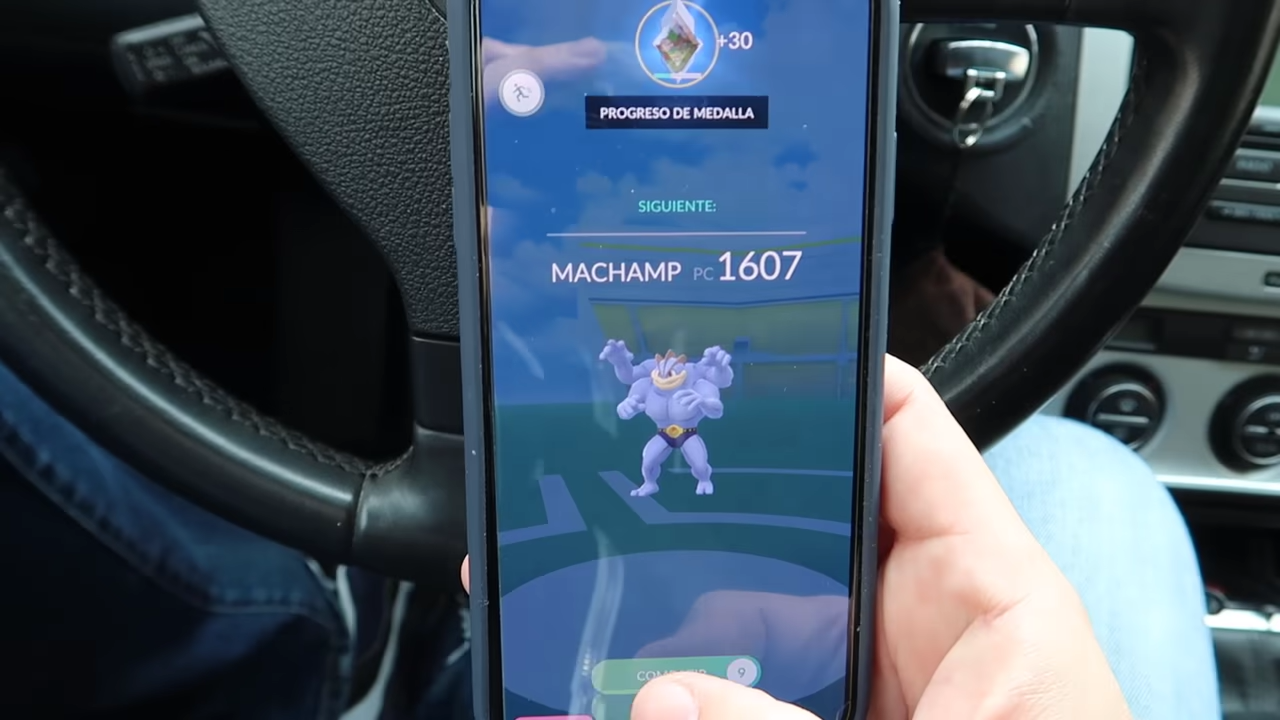 +30
PROGRESO DE MEDALLA
SIGUIENTE:
MACHAMP PC 1607
9